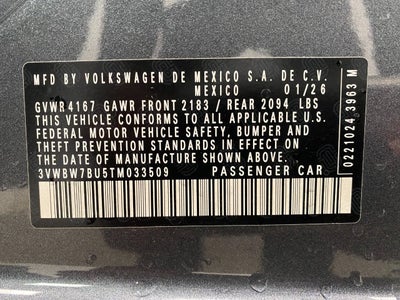 MFD BY VOLKSWAGEN DE MEXICO S.A. DE C.V.
MEXICO 01/26
GVWR 4167 GAWR FRONT 2183 / REAR 2094 LBS
THIS VEHICLE CONFORMS TO ALL APPLICABLE U.S.
FEDERAL MOTOR VEHICLE SAFETY, BUMPER AND
THEFT PREVENTION STANDARDS IN EFFECT ON THE
DATE OF MANUFACTURE SHOWN ABOVE.
3VWBW7BU5TM033509 PASSENGER CAR
0221024 3963 M